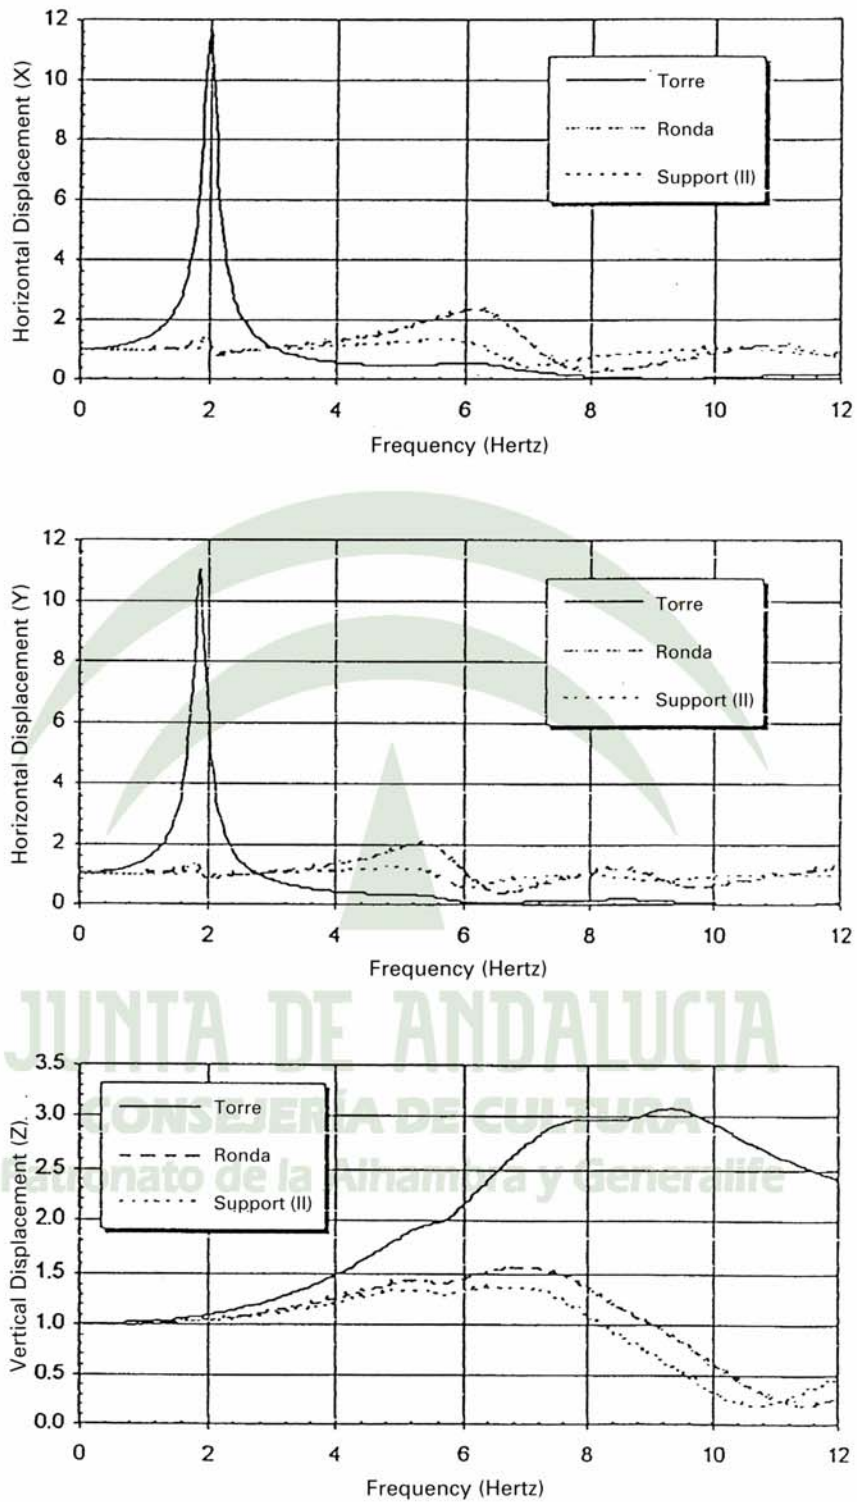 Horizontal Displacement (X)
12
10
8
6
4
2
0
Torre
Ronda
Support (II)
0 2 4 6 8 10 12
Frequency (Hertz)
Horizontal Displacement (Y)
12
10
8
6
4
2
0
Torre
Ronda
Support (II)
0 2 4 6 8 10 12
Frequency (Hertz)
JUNTA DE ANDALUCIA
CONSEJERÍA DE CULTURA
Patronato de la Alhambra y Generalife
Vertical Displacement (Z).
3.5
3.0
2.5
2.0
1.5
1.0
0.5
0.0
Torre
Ronda
Support (II)
0 2 4 6 8 10 12
Frequency (Hertz)